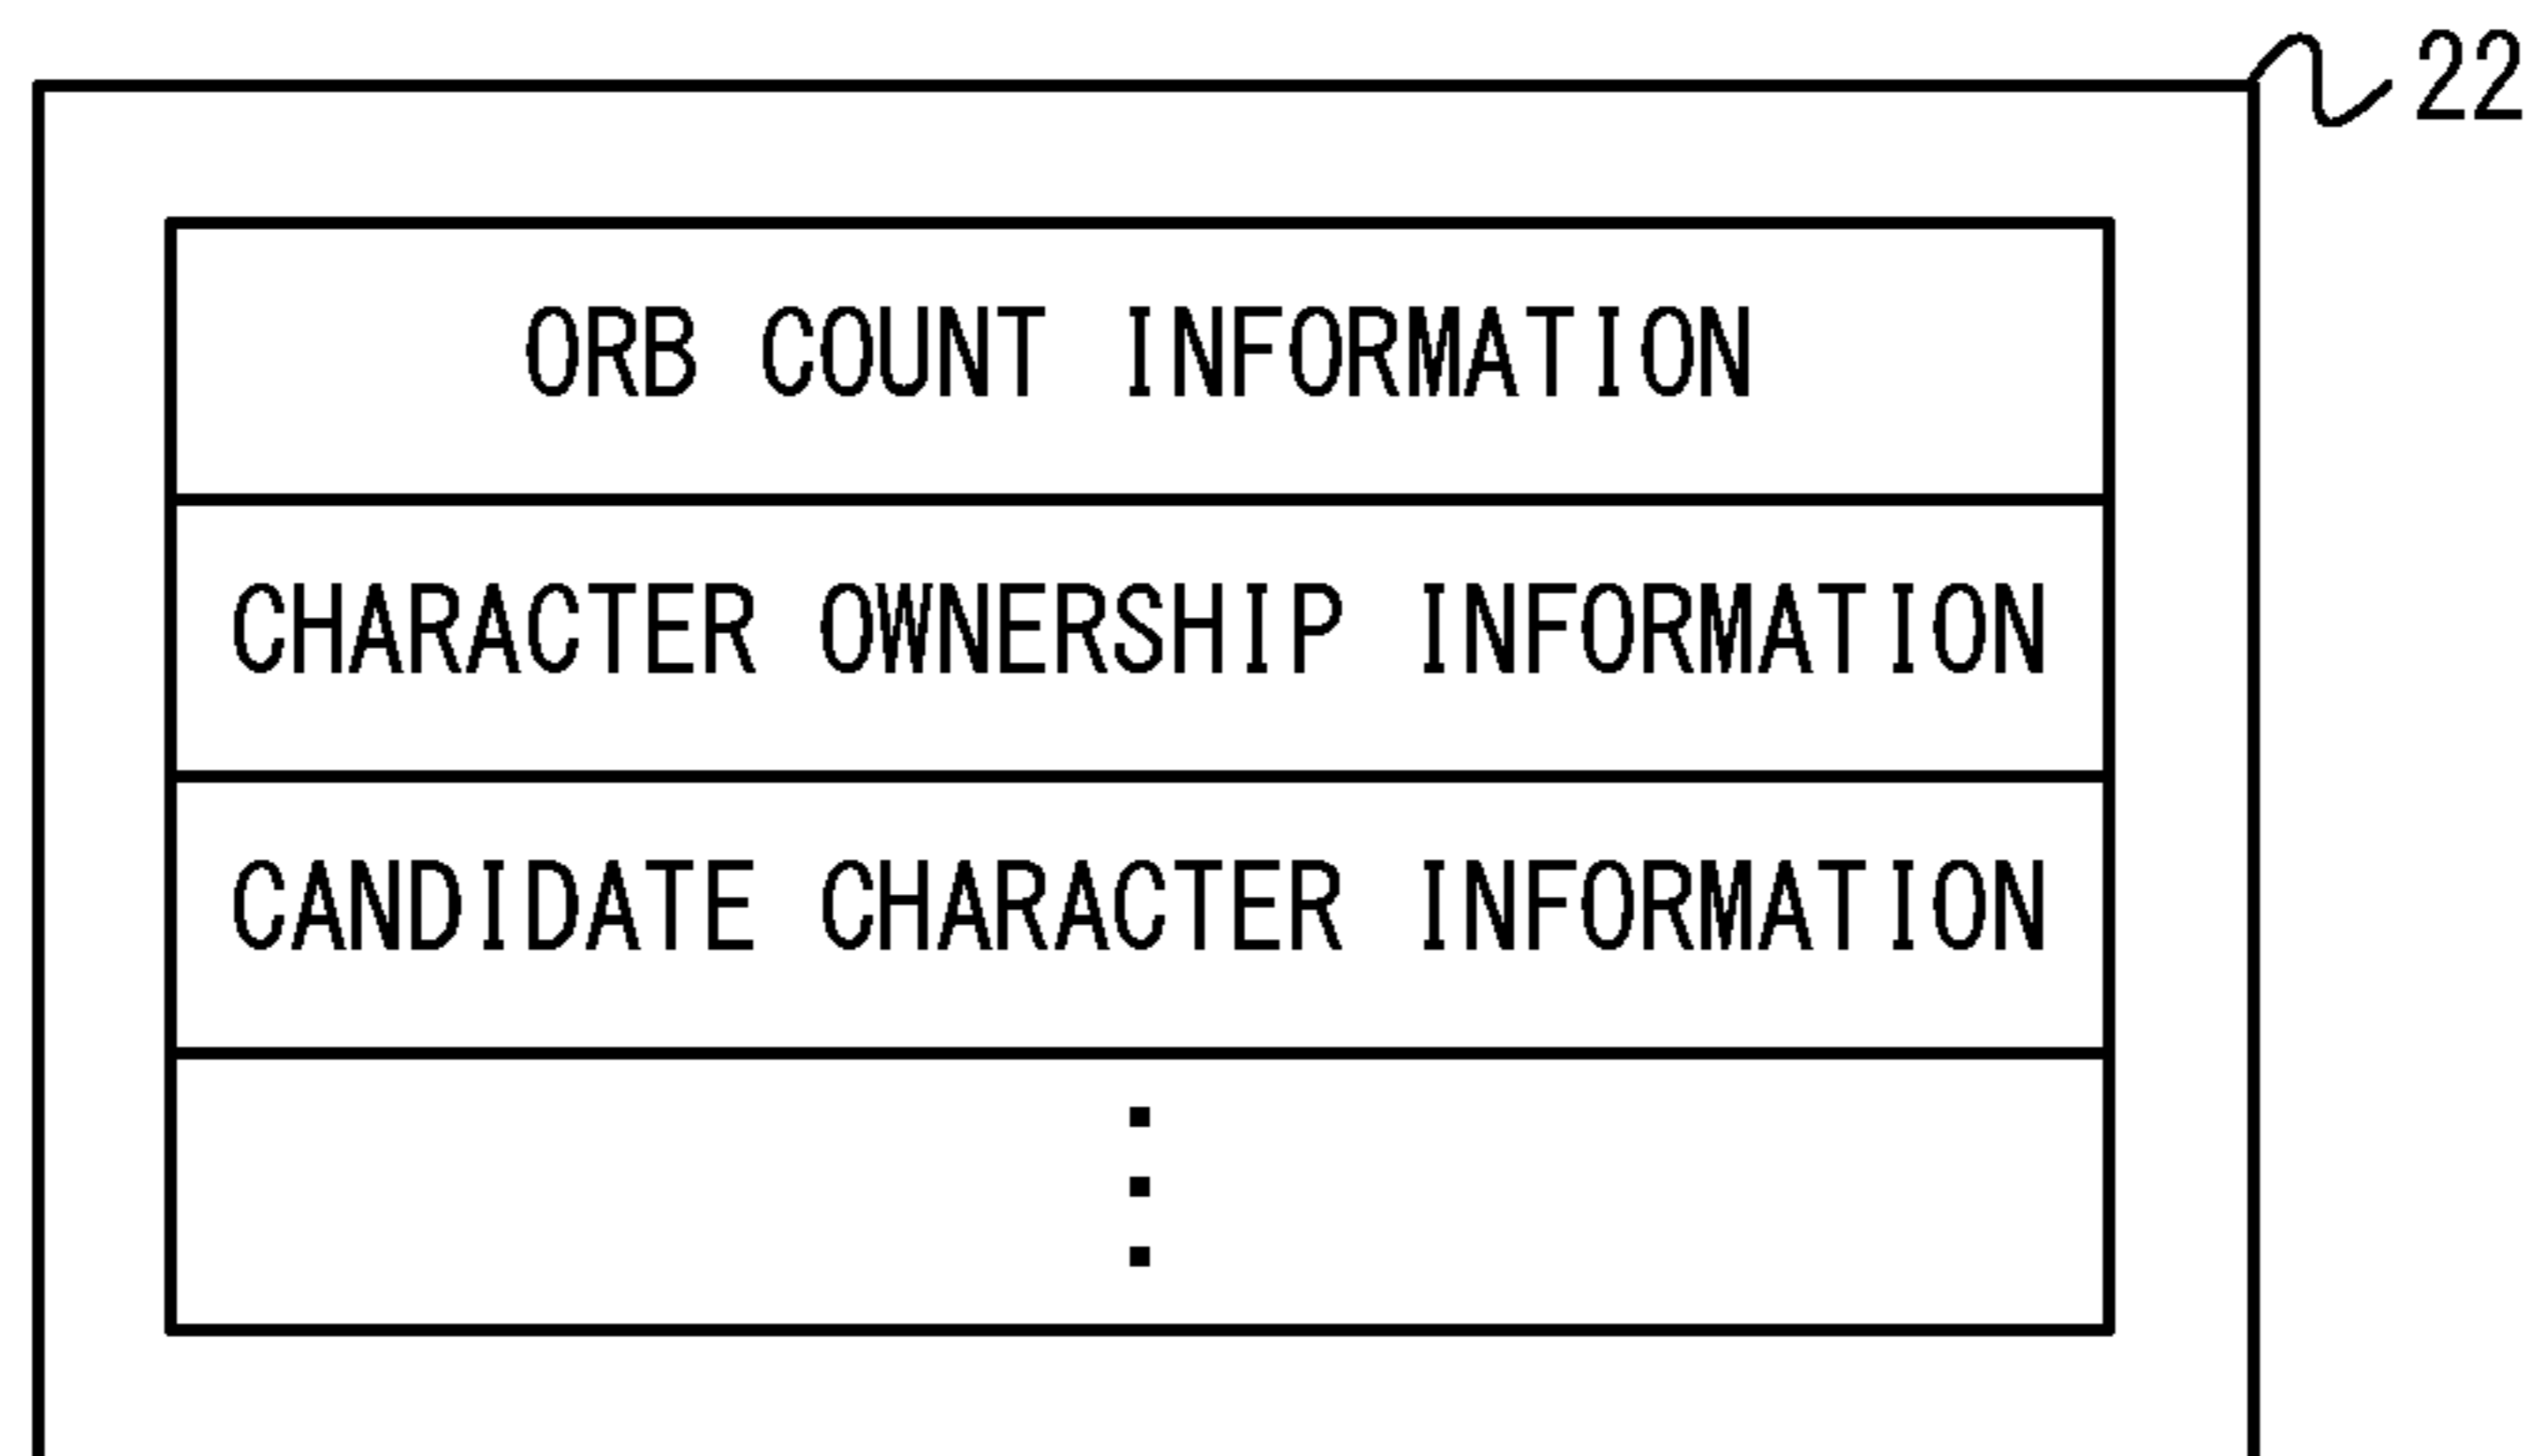 22
ORB COUNT INFORMATION
CHARACTER OWNERSHIP INFORMATION
CANDIDATE CHARACTER INFORMATION